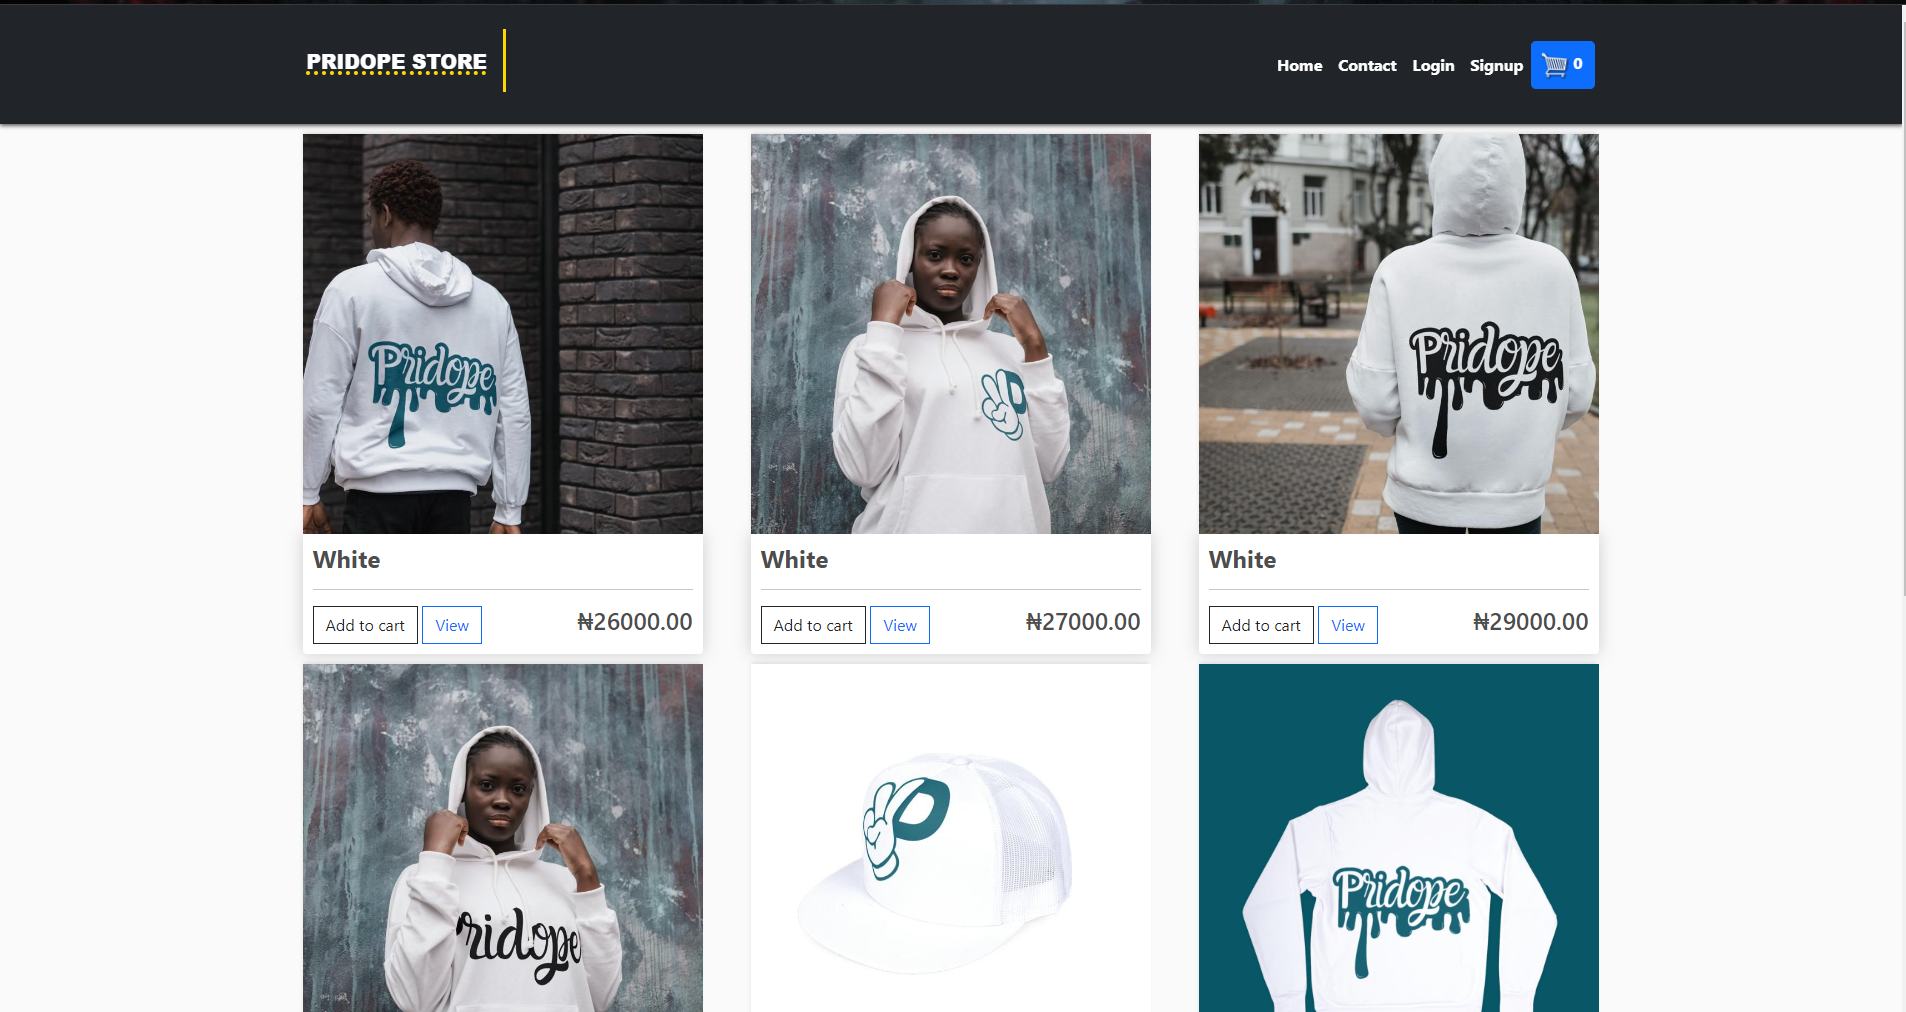 PRIDOPE STORE
Home Contact Login Signup 0
Pridope
P
Pridope
White
White
White
Add to cart View ₦26000.00
Add to cart View ₦27000.00
Add to cart View ₦29000.00
ridope
P
Pridope